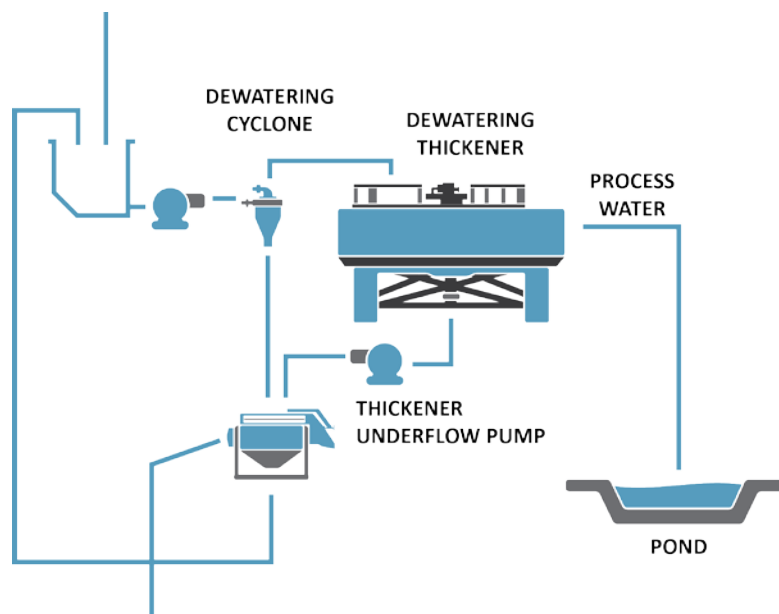 DEWATERING
CYCLONE
DEWATERING
THICKENER
PROCESS
WATER
THICKENER
UNDERFLOW PUMP
POND